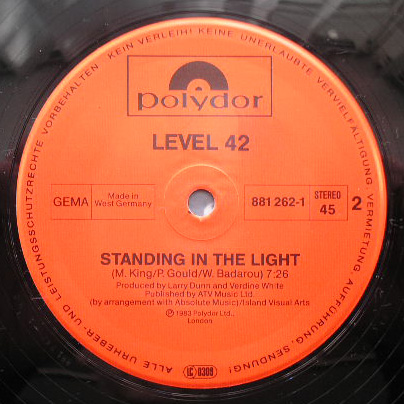 ALLE URHEBER- UND LEISTUNGSSCHUTZRECHTE VORBEHALTEN. KEIN VERLEIH! KEINE UNERLAUBTE VERVIELFÄLTIGUNG, VERMIETUNG, AUFFÜHRUNG, SENDUNG!
polydor
LEVEL 42
GEMA
Made in
West Germany
881 262-1
STEREO
45
2
STANDING IN THE LIGHT
(M. King/P. Gould/W. Badarou) 7:26
Produced by Larry Dunn and Verdine White
Published by ATV Music Ltd.
(by arrangement with Absolute Music)/Island Visual Arts
℗ 1983 Polydor Ltd.,
London
LC 0309